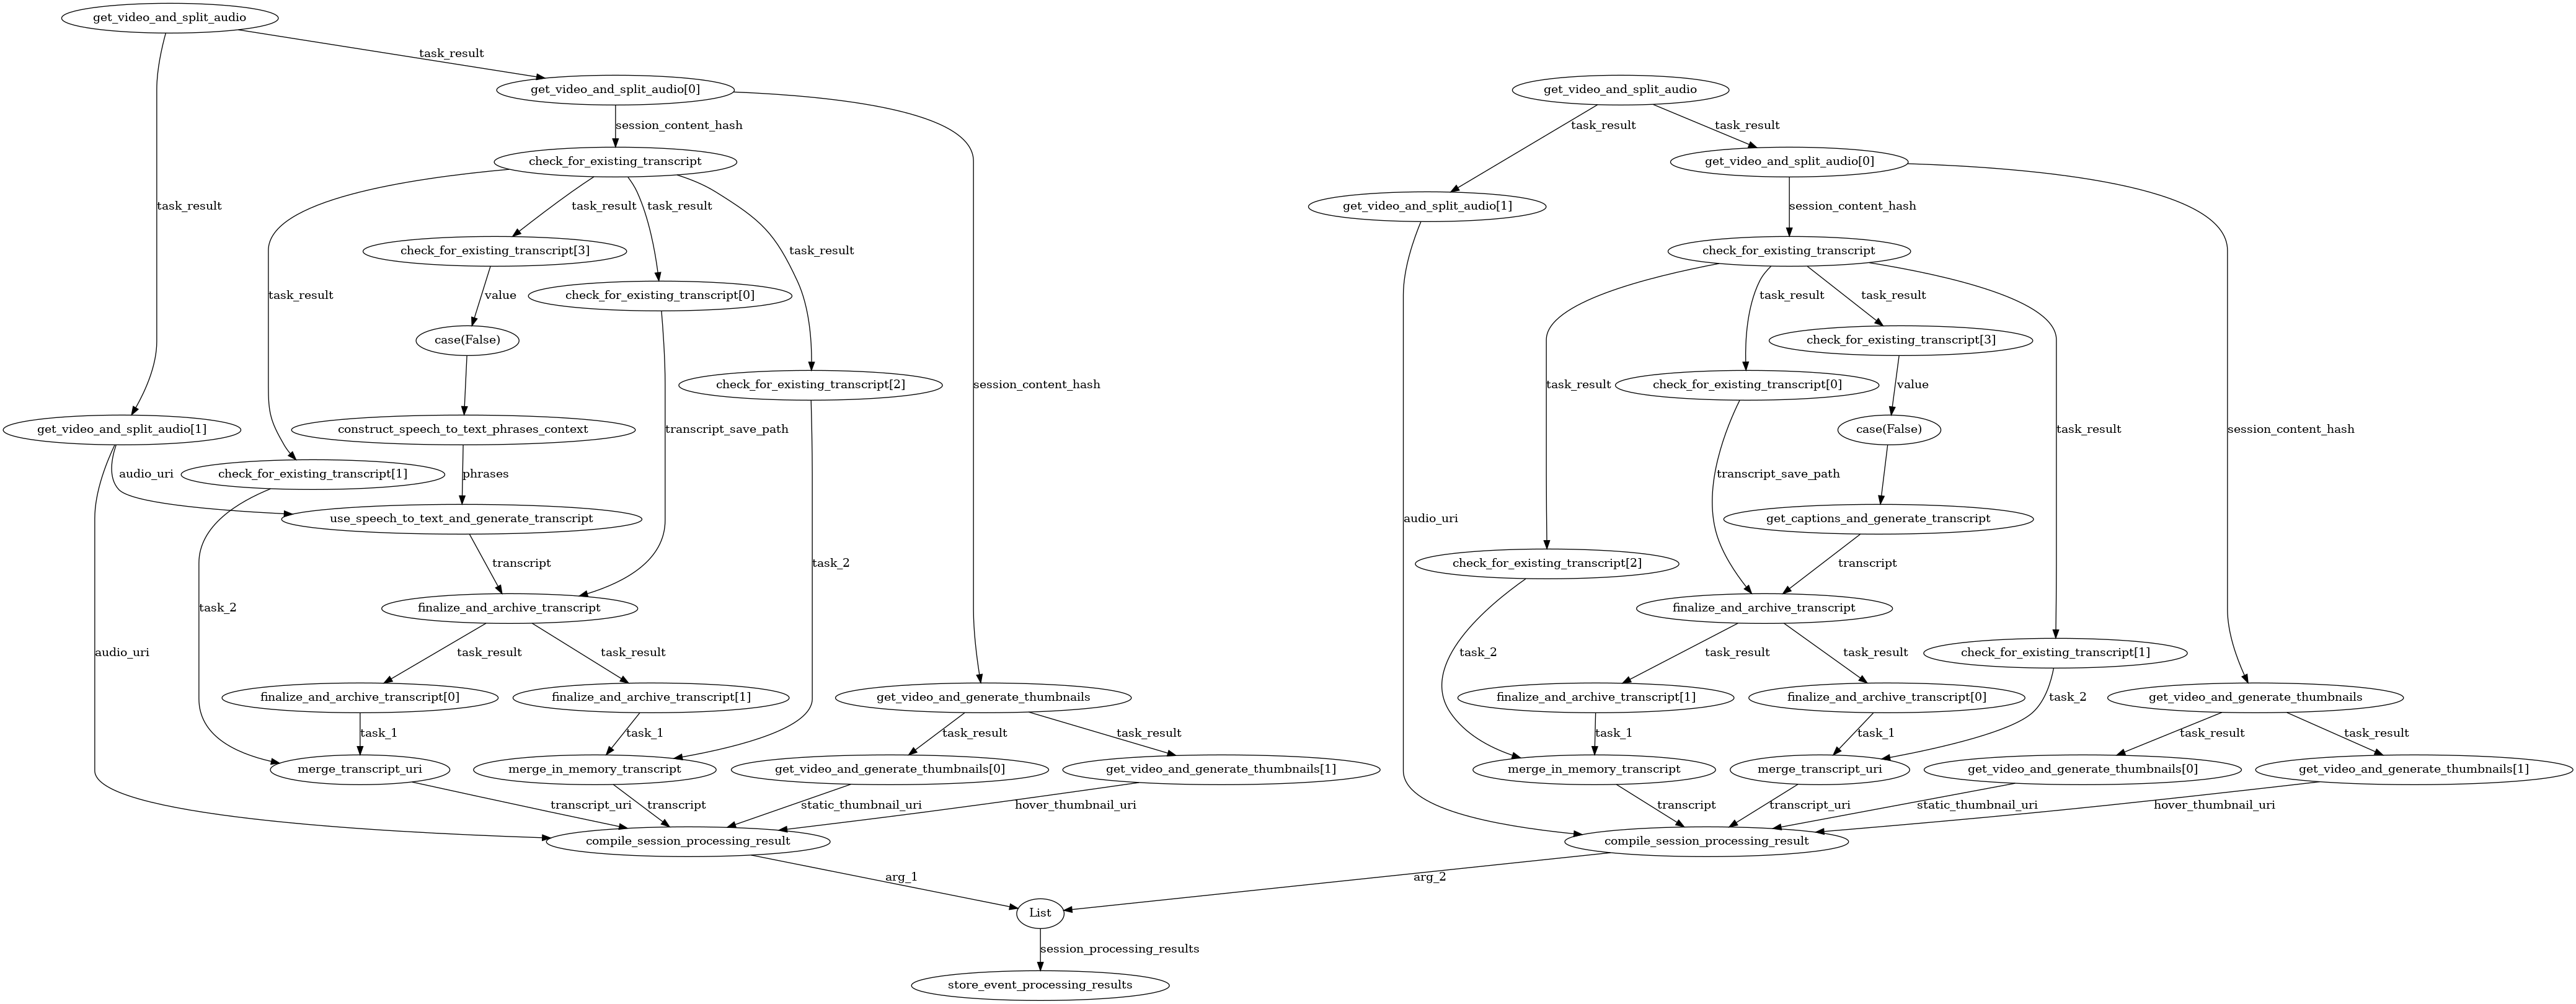 get_video_and_split_audio
task_result
get_video_and_split_audio[0]
get_video_and_split_audio
session_content_hash
task_result
task_result
check_for_existing_transcript
get_video_and_split_audio[0]
task_result
task_result
task_result
get_video_and_split_audio[1]
session_content_hash
check_for_existing_transcript[3]
task_result
check_for_existing_transcript
task_result
value
check_for_existing_transcript[0]
task_result
task_result
case(False)
check_for_existing_transcript[3]
check_for_existing_transcript[2]
session_content_hash
task_result
check_for_existing_transcript[0]
value
get_video_and_split_audio[1]
construct_speech_to_text_phrases_context
transcript_save_path
case(False)
task_result
session_content_hash
audio_uri
check_for_existing_transcript[1]
phrases
transcript_save_path
use_speech_to_text_and_generate_transcript
audio_uri
get_captions_and_generate_transcript
transcript
task_2
check_for_existing_transcript[2]
transcript
task_2
finalize_and_archive_transcript
finalize_and_archive_transcript
audio_uri
task_result
task_result
task_2
task_result
task_result
check_for_existing_transcript[1]
finalize_and_archive_transcript[0]
finalize_and_archive_transcript[1]
get_video_and_generate_thumbnails
finalize_and_archive_transcript[1]
finalize_and_archive_transcript[0]
task_2
get_video_and_generate_thumbnails
task_1
task_1
task_result
task_result
task_1
task_1
task_result
task_result
merge_transcript_uri
merge_in_memory_transcript
get_video_and_generate_thumbnails[0]
get_video_and_generate_thumbnails[1]
merge_in_memory_transcript
merge_transcript_uri
get_video_and_generate_thumbnails[0]
get_video_and_generate_thumbnails[1]
transcript_uri
transcript
static_thumbnail_uri
hover_thumbnail_uri
transcript
transcript_uri
static_thumbnail_uri
hover_thumbnail_uri
compile_session_processing_result
compile_session_processing_result
arg_1
arg_2
List
session_processing_results
store_event_processing_results